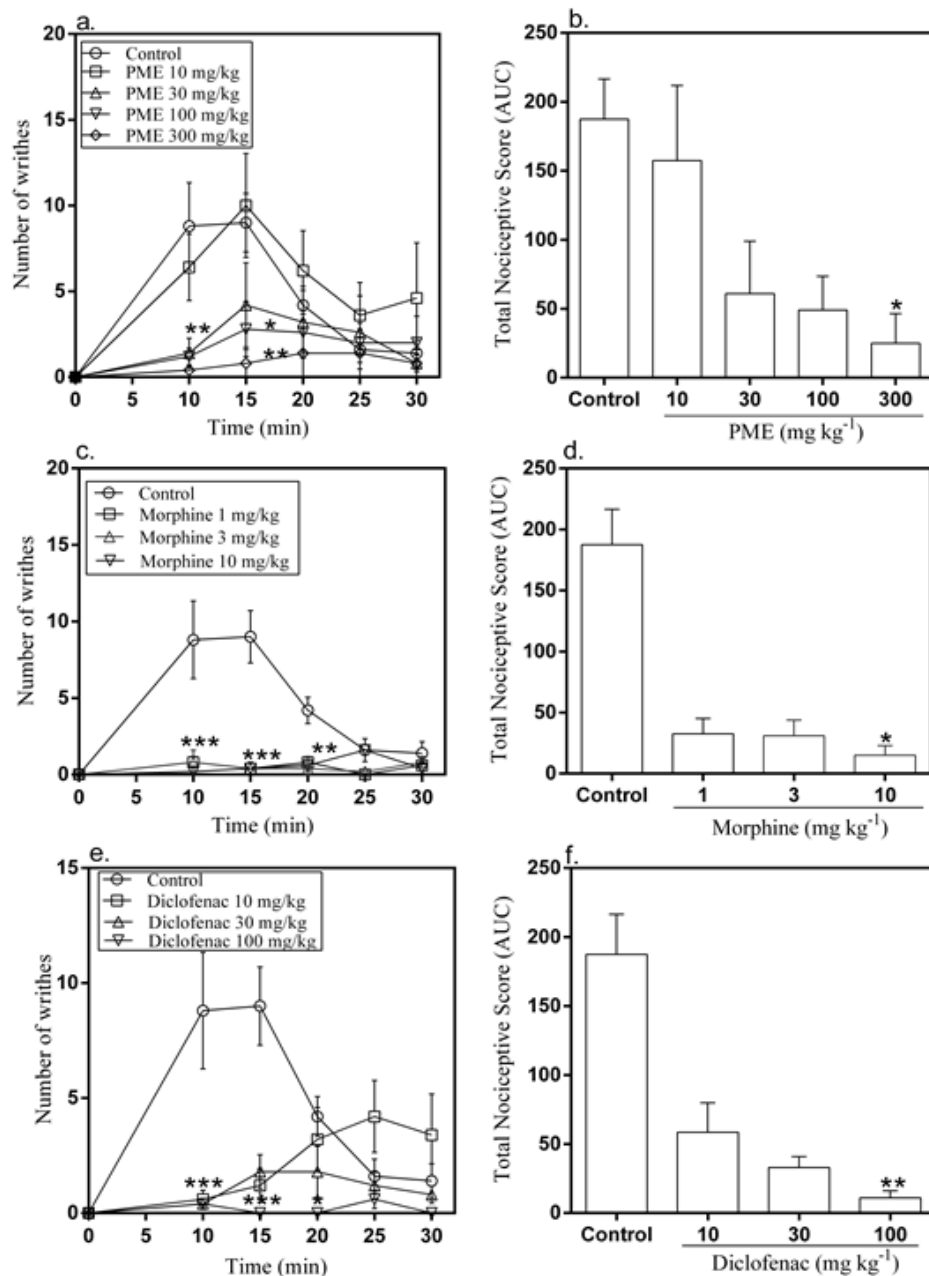 a.
Control
PME 10 mg/kg
PME 30 mg/kg
PME 100 mg/kg
PME 300 mg/kg
Number of writhes
20
15
10
5
0
** * **
0 5 10 15 20 25 30
Time (min)
b.
Total Nociceptive Score (AUC)
250
200
150
100
50
0
*
Control 10 30 100 300
PME (mg kg-1)
c.
Control
Morphine 1 mg/kg
Morphine 3 mg/kg
Morphine 10 mg/kg
Number of writhes
20
15
10
5
0
*** *** **
0 5 10 15 20 25 30
Time (min)
d.
Total Nociceptive Score (AUC)
250
200
150
100
50
0
*
Control 1 3 10
Morphine (mg kg-1)
e.
Control
Diclofenac 10 mg/kg
Diclofenac 30 mg/kg
Diclofenac 100 mg/kg
Number of writhes
15
10
5
0
*** *** *
0 5 10 15 20 25 30
Time (min)
f.
Total Nociceptive Score (AUC)
250
200
150
100
50
0
**
Control 10 30 100
Diclofenac (mg kg-1)